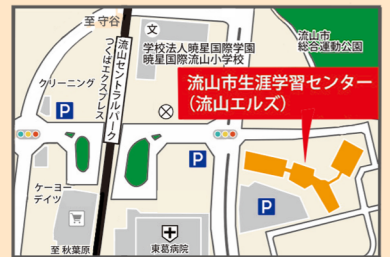 至 守谷
文
学校法人暁星国際学園
暁星国際流山小学校
流山市
総合運動公園
流山セントラルパーク
つくばエクスプレス
クリーニング
流山市生涯学習センター
（流山エルズ）
P
P
P
ケーヨー
デイツ
至 秋葉原
東葛病院